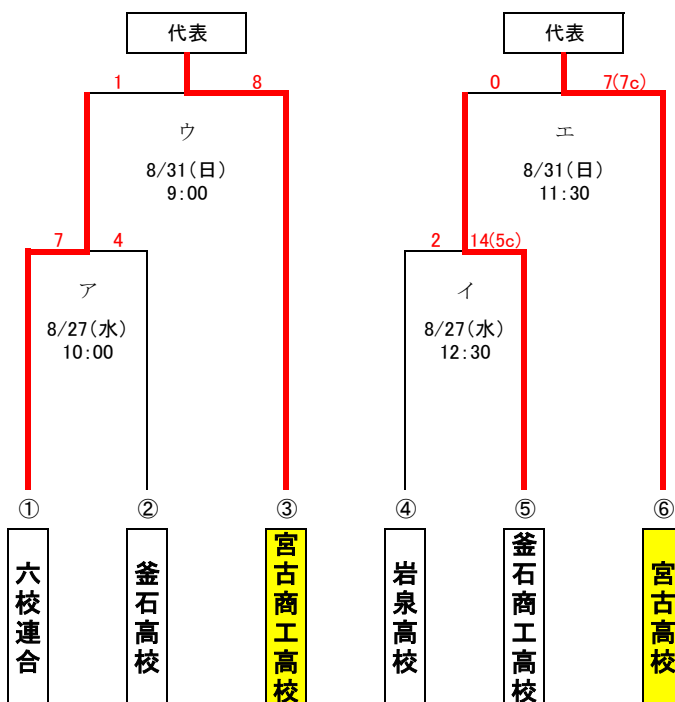 代表
代表
1
8
0
7(7c)
ウ
エ
8/31(日)
9:00
8/31(日)
11:30
7
4
2
14(5c)
ア
イ
8/27(水)
10:00
8/27(水)
12:30
①
②
③
④
⑤
⑥
六校連合
釜石高校
宮古商工高校
岩泉高校
釜石商工高校
宮古高校